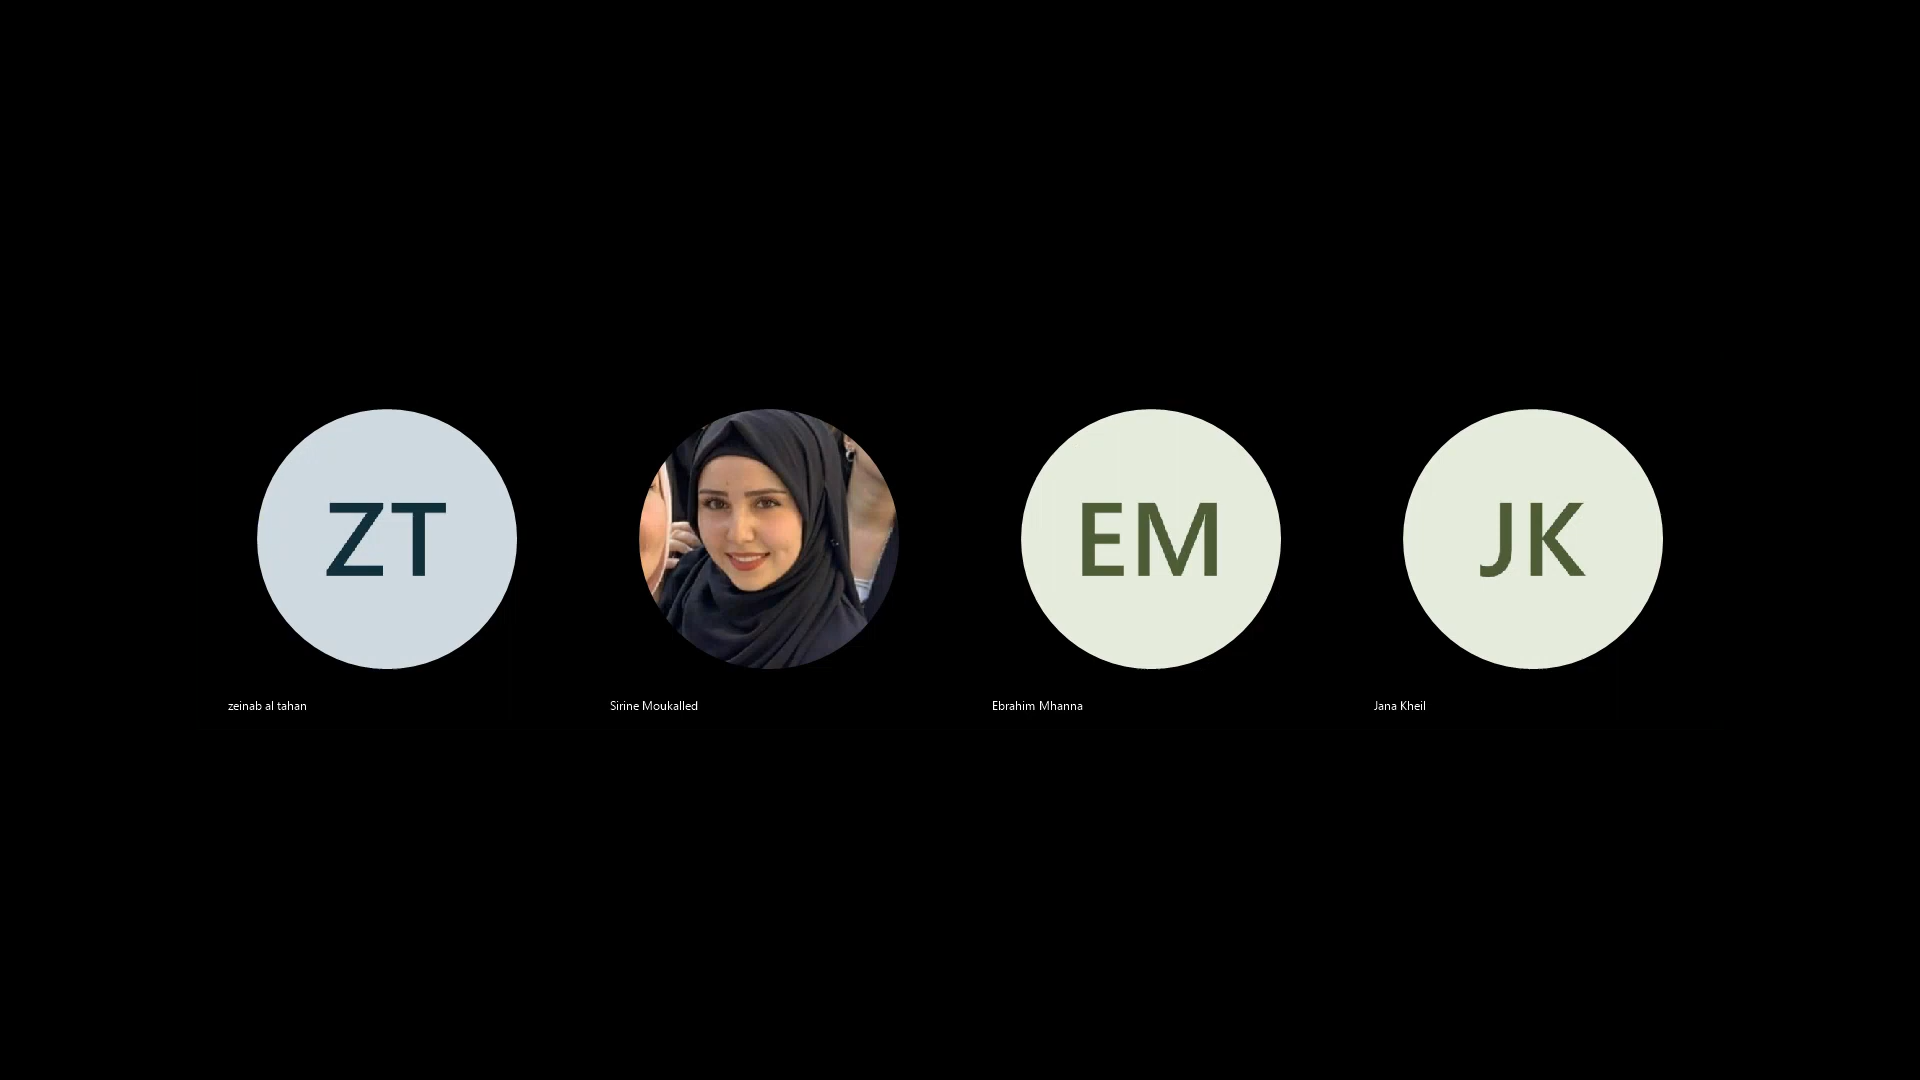 ZT
EM
JK
zeinab al tahan
Sirine Moukalled
Ebrahim Mhanna
Jana Kheil